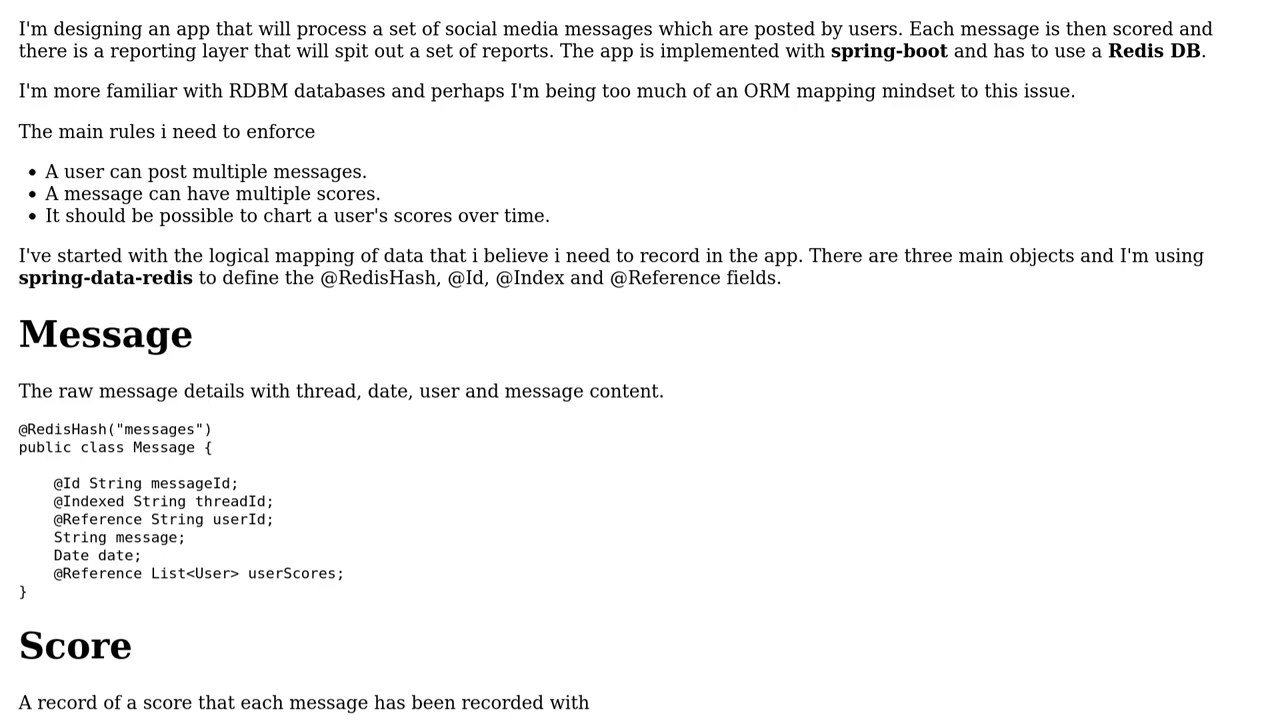 I'm designing an app that will process a set of social media messages which are posted by users. Each message is then scored and
there is a reporting layer that will spit out a set of reports. The app is implemented with spring-boot and has to use a Redis DB.
I'm more familiar with RDBM databases and perhaps I'm being too much of an ORM mapping mindset to this issue.
The main rules i need to enforce
• A user can post multiple messages.
• A message can have multiple scores.
• It should be possible to chart a user's scores over time.
I've started with the logical mapping of data that i believe i need to record in the app. There are three main objects and I'm using
spring-data-redis to define the @RedisHash, @Id, @Index and @Reference fields.
Message
The raw message details with thread, date, user and message content.
@RedisHash("messages")
public class Message {
    @Id String messageId;
    @Indexed String threadId;
    @Reference String userId;
    String message;
    Date date;
    @Reference List<User> userScores;
}
Score
A record of a score that each message has been recorded with